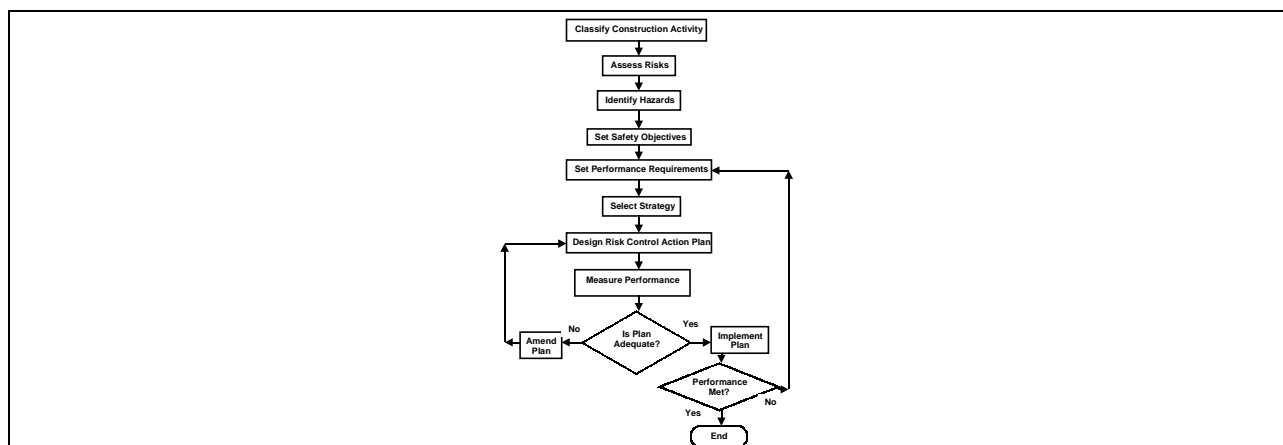 Classify Construction Activity
Assess Risks
Identify Hazards
Set Safety Objectives
Set Performance Requirements
Select Strategy
Design Risk Control Action Plan
Measure Performance
Is Plan
Adequate?
No
Yes
Amend
Plan
Implement
Plan
Performance
Met?
No
Yes
End